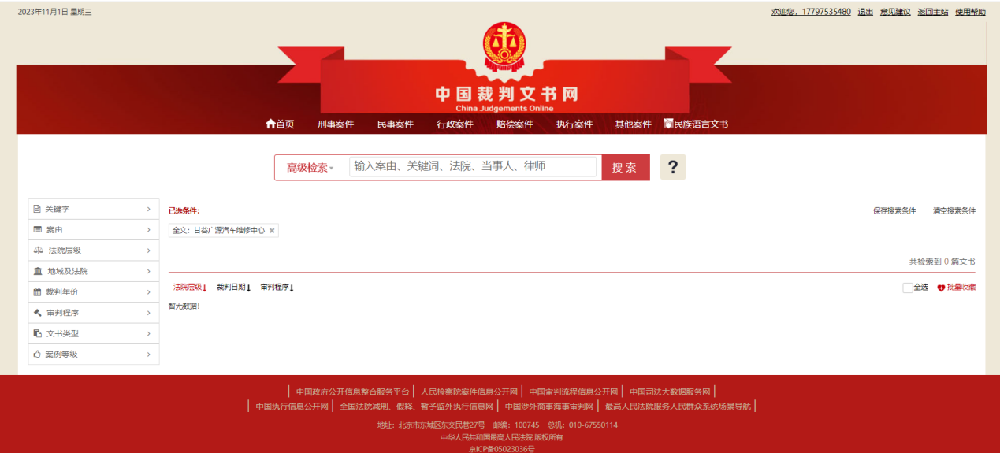 2023年11月1日 星期三
欢迎您，17797535480 退出 意见建议 返回主站 使用帮助
中国裁判文书网
China Judgements Online
首页 刑事案件 民事案件 行政案件 赔偿案件 执行案件 其他案件 民族语言文书
高级检索 输入案由、关键词、法院、当事人、律师 搜索 ?
关键字
案由
法院层级
地域及法院
裁判年份
审判程序
文书类型
案例等级
已选条件：
保存搜索条件 清空搜索条件
全文：甘谷广源汽车维修中心 ×
共检索到 0 篇文书
法院层级↓ 裁判日期↓ 审判程序↓
全选 批量收藏
暂无数据!
| 中国政府公开信息整合服务平台 | 人民检察院案件信息公开网 | 中国审判流程信息公开网 | 中国司法大数据服务网 |
| 中国执行信息公开网 | 全国法院减刑、假释、暂予监外执行信息网 | 中国涉外商事海事审判网 | 最高人民法院服务人民群众系统场景导航 |
地址：北京市东城区东交民巷27号 邮编：100745 总机：010-67550114
中华人民共和国最高人民法院 版权所有
京ICP备05023036号